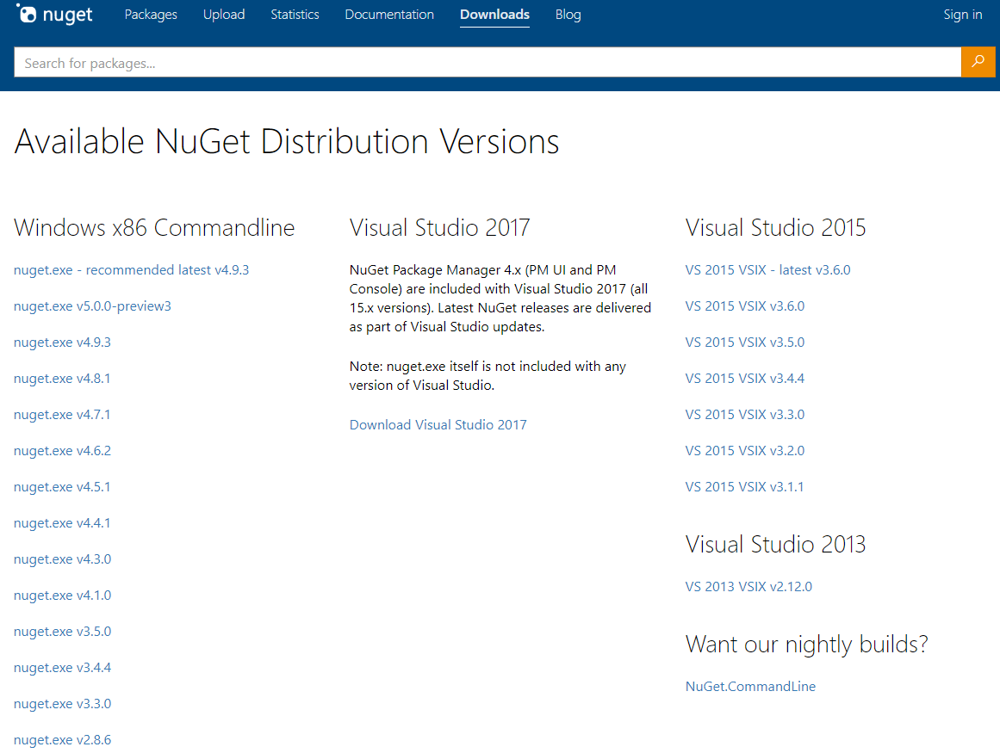 nuget Packages Upload Statistics Documentation Downloads Blog Sign in
Search for packages...
Available NuGet Distribution Versions
Windows x86 Commandline
nuget.exe - recommended latest v4.9.3
nuget.exe v5.0.0-preview3
nuget.exe v4.9.3
nuget.exe v4.8.1
nuget.exe v4.7.1
nuget.exe v4.6.2
nuget.exe v4.5.1
nuget.exe v4.4.1
nuget.exe v4.3.0
nuget.exe v4.1.0
nuget.exe v3.5.0
nuget.exe v3.4.4
nuget.exe v3.3.0
nuget.exe v2.8.6
Visual Studio 2017
NuGet Package Manager 4.x (PM UI and PM
Console) are included with Visual Studio 2017 (all
15.x versions). Latest NuGet releases are delivered
as part of Visual Studio updates.
Note: nuget.exe itself is not included with any
version of Visual Studio.
Download Visual Studio 2017
Visual Studio 2015
VS 2015 VSIX - latest v3.6.0
VS 2015 VSIX v3.6.0
VS 2015 VSIX v3.5.0
VS 2015 VSIX v3.4.4
VS 2015 VSIX v3.3.0
VS 2015 VSIX v3.2.0
VS 2015 VSIX v3.1.1
Visual Studio 2013
VS 2013 VSIX v2.12.0
Want our nightly builds?
NuGet.CommandLine